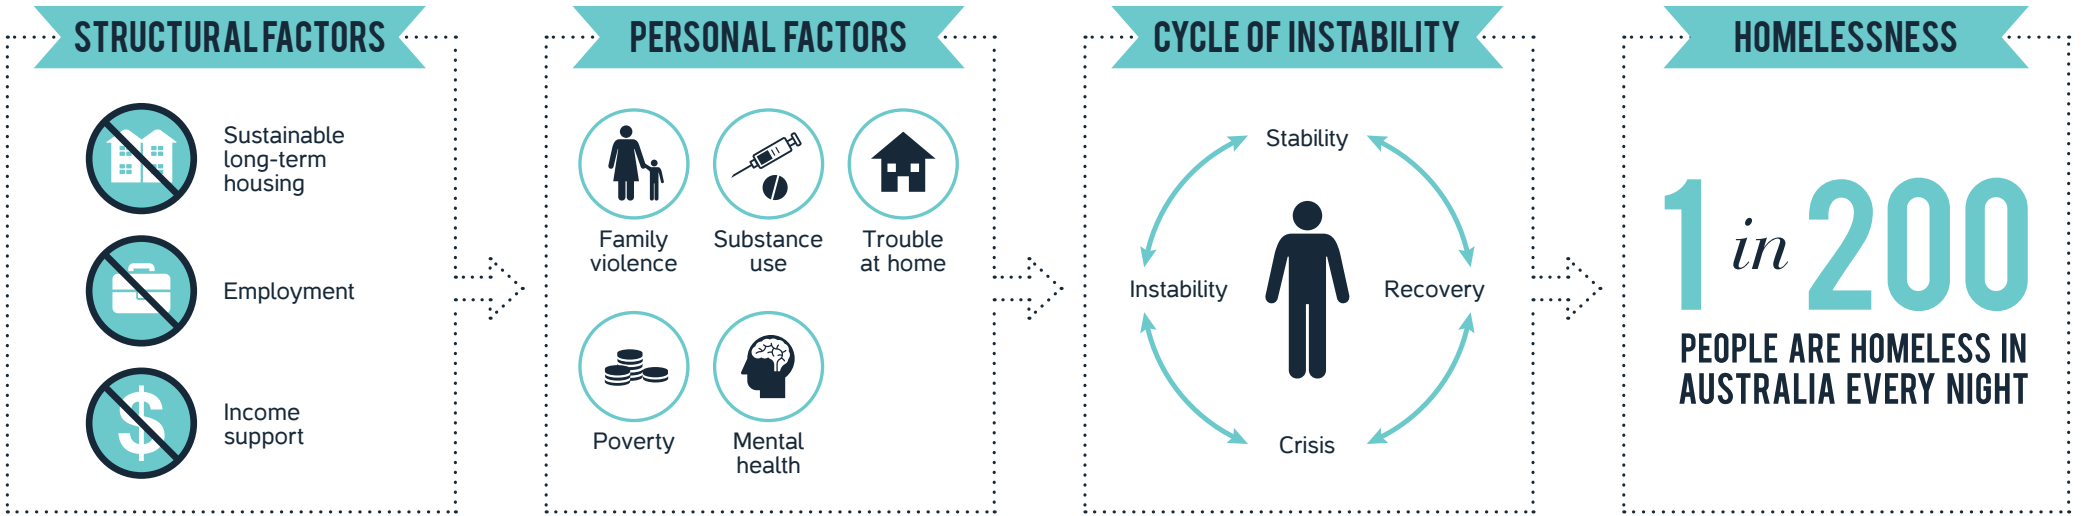 STRUCTURAL FACTORS
Sustainable
long-term
housing
Employment
Income
support
PERSONAL FACTORS
Family
violence
Substance
use
Trouble
at home
Poverty
Mental
health
CYCLE OF INSTABILITY
Stability
Instability
Recovery
Crisis
HOMELESSNESS
1 in 200
PEOPLE ARE HOMELESS IN
AUSTRALIA EVERY NIGHT